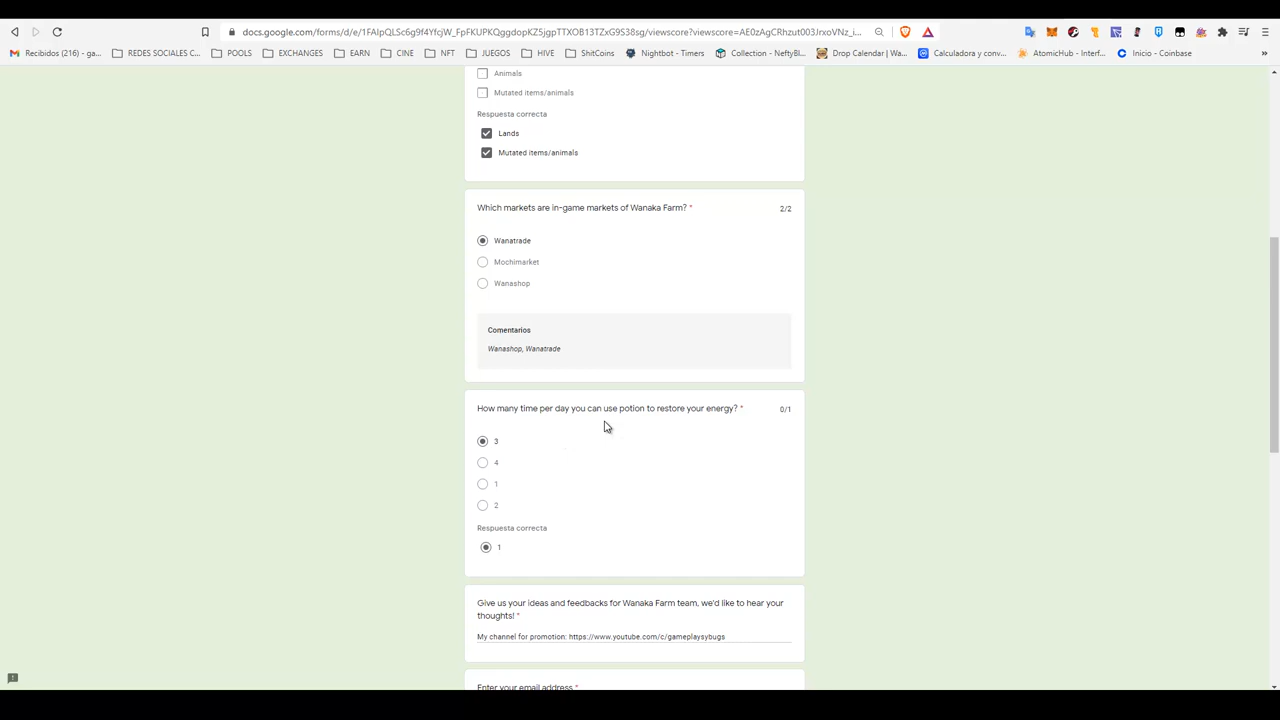 docs.google.com/forms/d/e/1FAIpQLSc6g9f4YfcjW_FpFKUPKQggdopKZ5jgpTTXOB13TZxG9S38sg/viewscore?viewscore=AE0zAgCRhzut003JrxoVNz_i...
Recibidos (216) - ga... REDES SOCIALES C... POOLS EXCHANGES EARN CINE NFT JUEGOS HIVE ShitCoins Nightbot - Timers Collection - NeftyBl... Drop Calendar | Wa... Calculadora y conv... AtomicHub - Interf... Inicio - Coinbase
Animals
Mutated items/animals
Respuesta correcta
Lands
Mutated items/animals
Which markets are in-game markets of Wanaka Farm? * 2/2
Wanatrade
Mochimarket
Wanashop
Comentarios
Wanashop, Wanatrade
How many time per day you can use potion to restore your energy? * 0/1
3
4
1
2
Respuesta correcta
1
Give us your ideas and feedbacks for Wanaka Farm team, we'd like to hear your
thoughts! *
My channel for promotion: https://www.youtube.com/c/gameplaysybugs
Enter your email address *